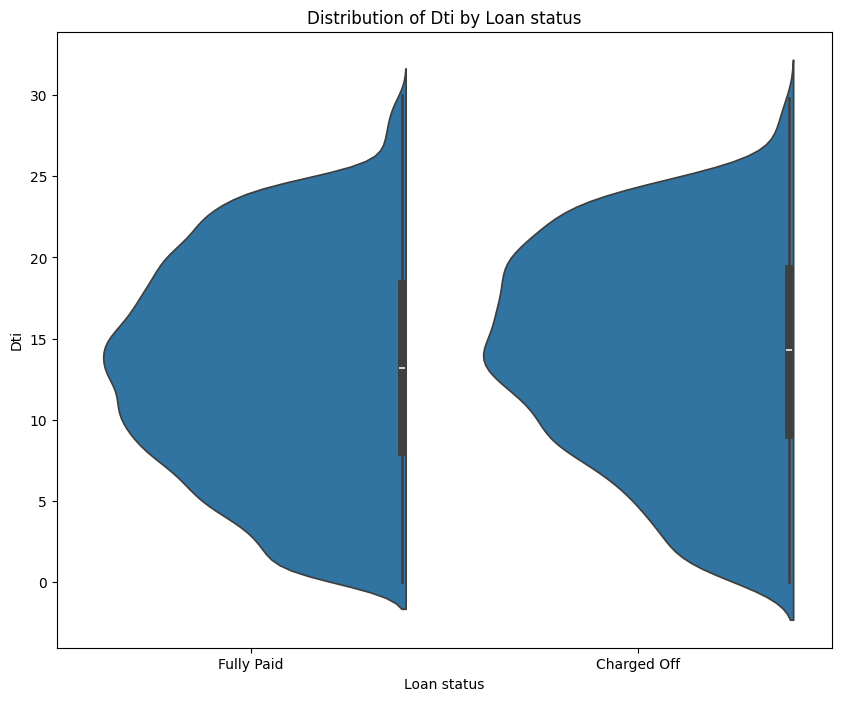 Distribution of Dti by Loan status
30
25
20
15
10
5
0
Dti
Fully Paid
Charged Off
Loan status